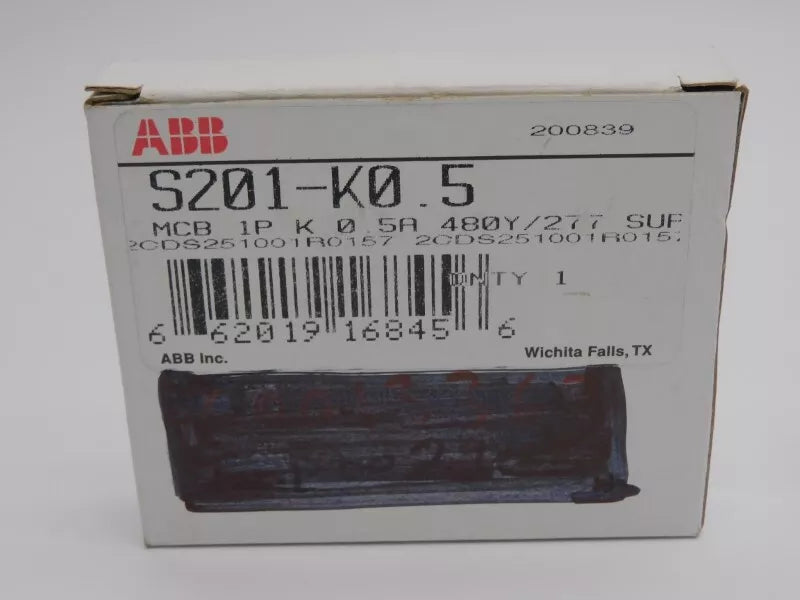 ABB
200839
S201-K0.5
MCB 1P K 0.5A 480Y/277 SUP
2CDS251001R0157 2CDS251001R0157
QNTY 1
6 62019 16845 6
ABB Inc.
Wichita Falls, TX